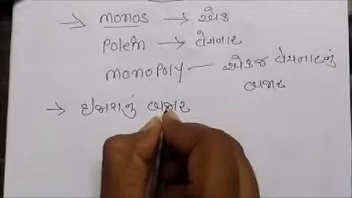 → monos → એક
Polein → વેચનાર
monopoly — એકજ વેચનારનું
બજાર
→ ઇજારાનું બજાર